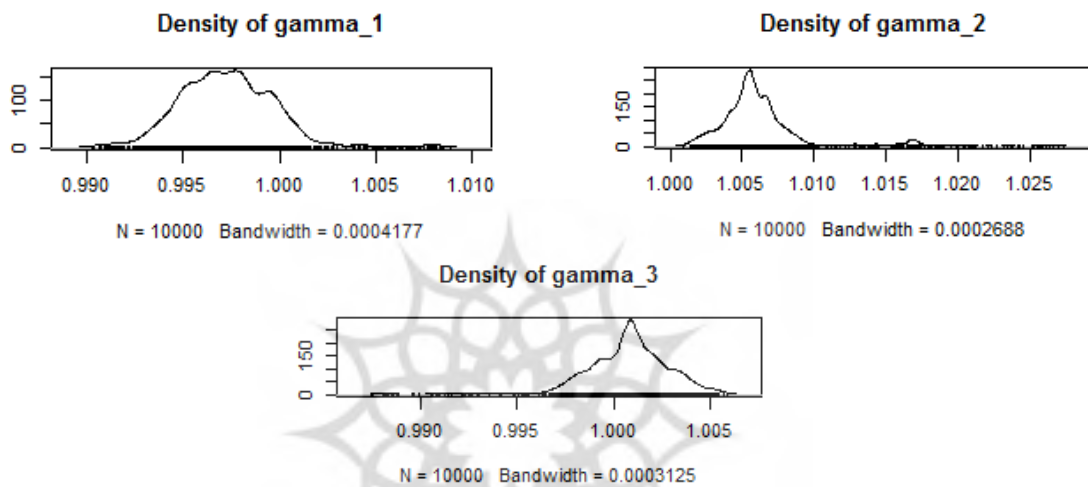 Density of gamma_1
100
0
0.990 0.995 1.000 1.005 1.010
N = 10000 Bandwidth = 0.0004177
Density of gamma_2
150
0
1.000 1.005 1.010 1.015 1.020 1.025
N = 10000 Bandwidth = 0.0002688
Density of gamma_3
150
0
0.990 0.995 1.000 1.005
N = 10000 Bandwidth = 0.0003125